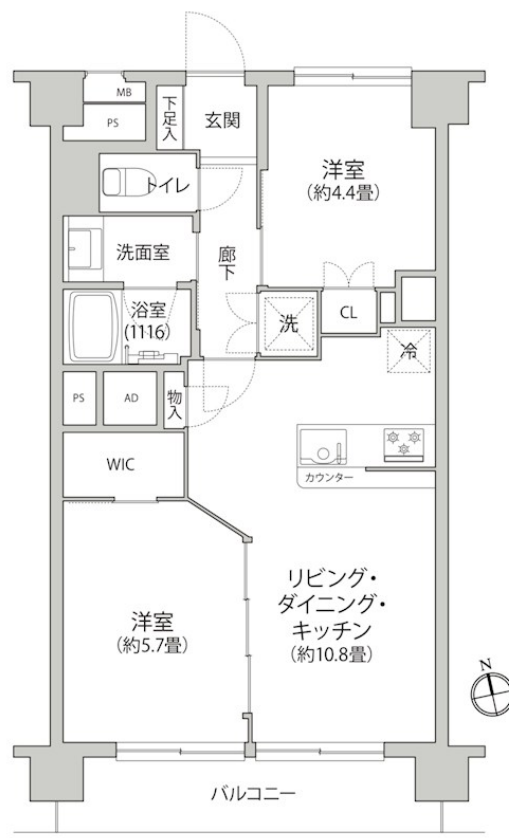 MB
PS
下足入
玄関
洋室
(約4.4畳)
トイレ
洗面室
廊下
浴室
(1116)
洗
CL
冷
PS
AD
物入
WIC
カウンター
リビング・
ダイニング・
キッチン
(約10.8畳)
洋室
(約5.7畳)
N
バルコニー